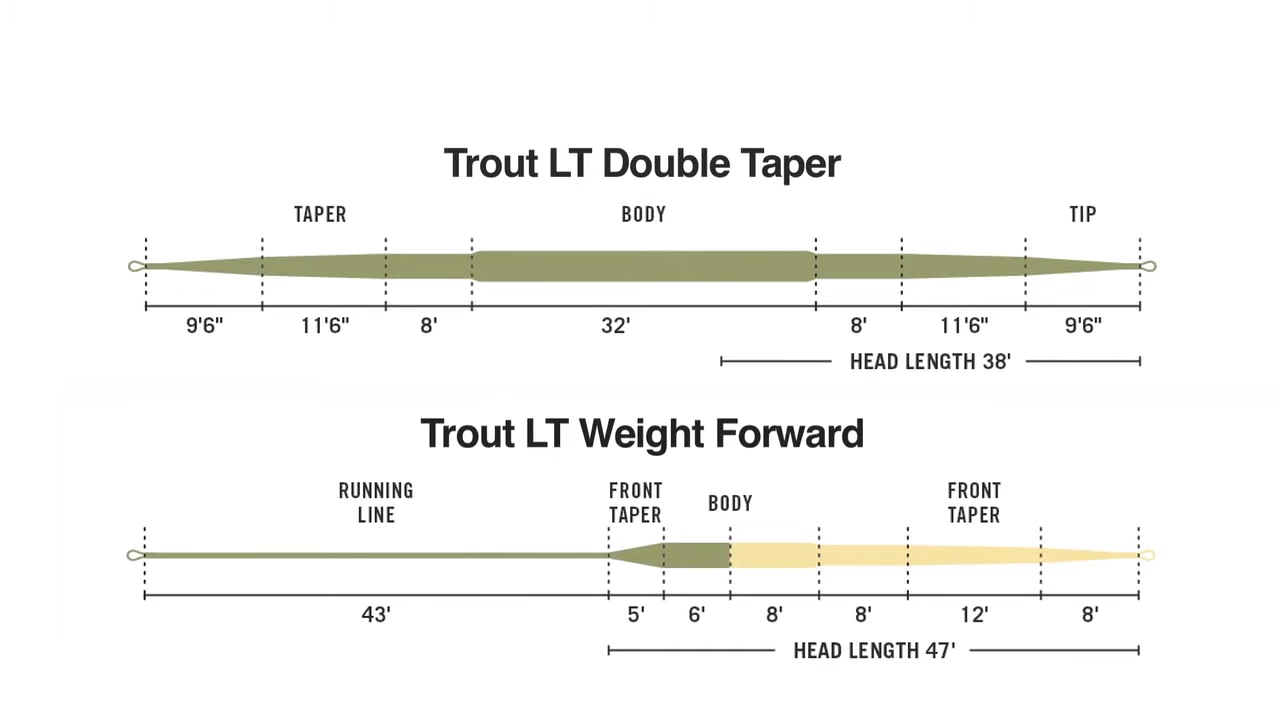 Trout LT Double Taper
TAPER BODY TIP
9'6" 11'6" 8' 32' 8' 11'6" 9'6"
HEAD LENGTH 38'
Trout LT Weight Forward
RUNNING LINE
FRONT TAPER
BODY
FRONT TAPER
43' 5' 6' 8' 8' 12' 8'
HEAD LENGTH 47'